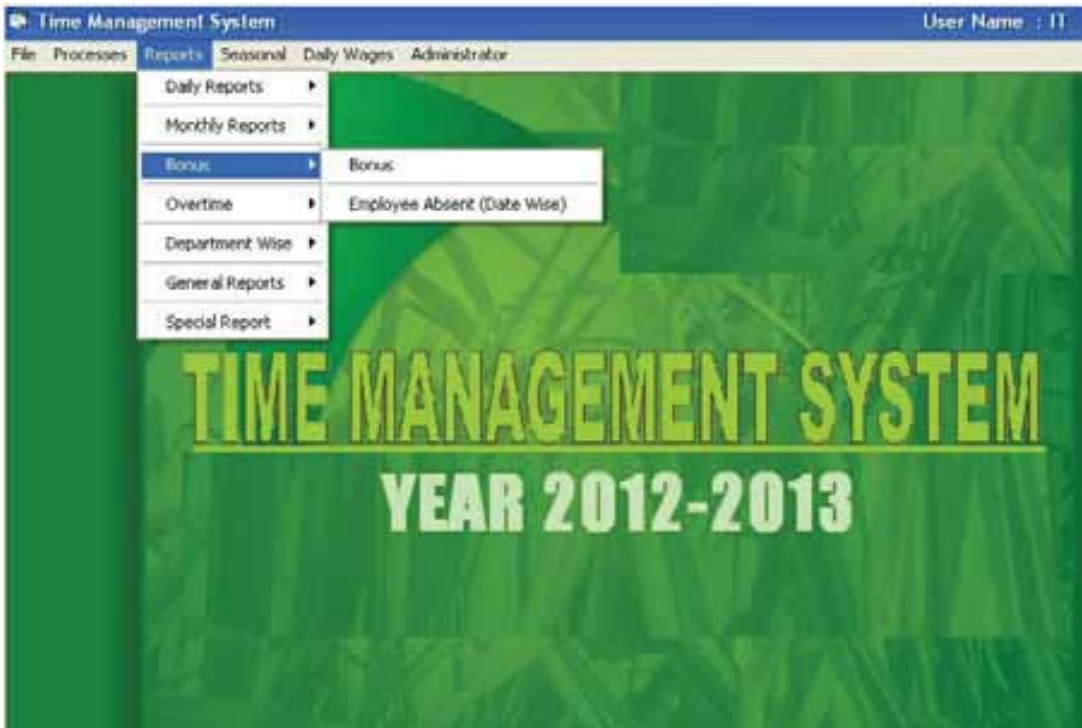 Time Management System User Name : IT
File Processes Reports Seasonal Daily Wages Administrator
Daily Reports
Monthly Reports
Bonus
Bonus
Overtime
Employee Absent (Date Wise)
Department Wise
General Reports
Special Report
TIME MANAGEMENT SYSTEM
YEAR 2012-2013